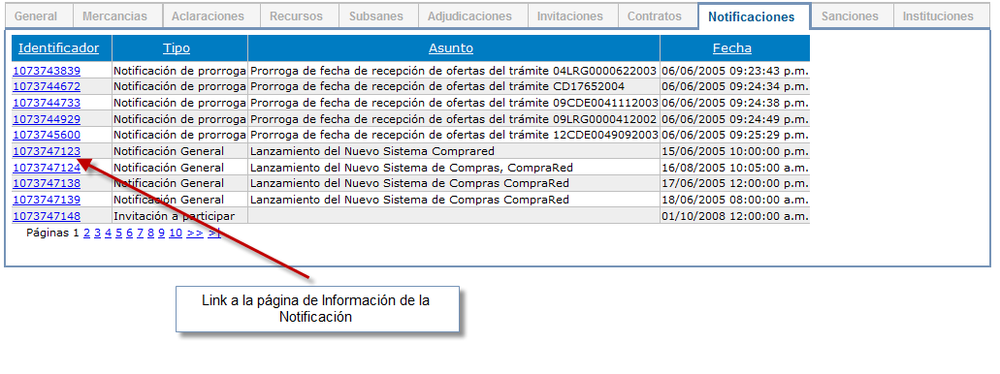 General Mercancias Aclaraciones Recursos Subsanes Adjudicaciones Invitaciones Contratos Notificaciones Sanciones Instituciones
Identificador Tipo Asunto Fecha
1073743839 Notificación de prorroga Prorroga de fecha de recepción de ofertas del trámite 04LRG0000622003 06/06/2005 09:23:43 p.m.
1073744672 Notificación de prorroga Prorroga de fecha de recepción de ofertas del trámite CD17652004 06/06/2005 09:24:34 p.m.
1073744733 Notificación de prorroga Prorroga de fecha de recepción de ofertas del trámite 09CDE0041112003 06/06/2005 09:24:38 p.m.
1073744929 Notificación de prorroga Prorroga de fecha de recepción de ofertas del trámite 09LRG0000412002 06/06/2005 09:24:49 p.m.
1073745600 Notificación de prorroga Prorroga de fecha de recepción de ofertas del trámite 12CDE0049092003 06/06/2005 09:25:29 p.m.
1073747123 Notificación General Lanzamiento del Nuevo Sistema Comprared 15/06/2005 10:00:00 p.m.
1073747124 Notificación General Lanzamiento del Nuevo Sistema de Compras, CompraRed 16/08/2005 10:05:00 a.m.
1073747138 Notificación General Lanzamiento del Nuevo Sistema de Compras CompraRed 17/06/2005 12:00:00 p.m.
1073747139 Notificación General Lanzamiento del Nuevo Sistema de Compras CompraRed 18/06/2005 08:00:00 a.m.
1073747148 Invitación a participar 01/10/2008 12:00:00 a.m.
Páginas 1 2 3 4 5 6 7 8 9 10 >> >|
Link a la página de Información de la
Notificación